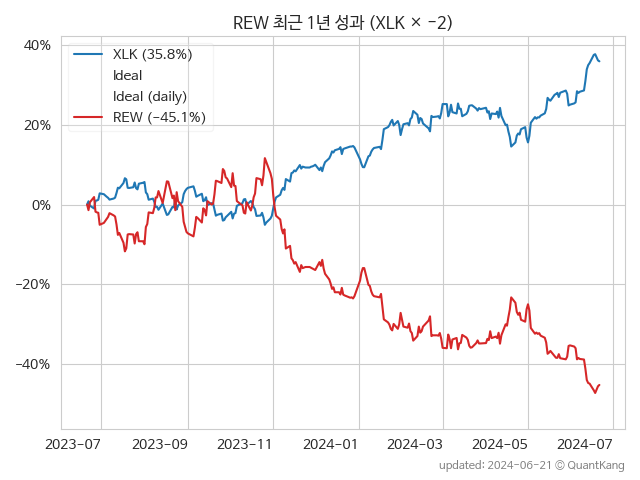 REW 최근 1년 성과 (XLK × −2)
40%
20%
0%
−20%
−40%
XLK (35.8%)
Ideal
Ideal (daily)
REW (−45.1%)
2023−07
2023−09
2023−11
2024−01
2024−03
2024−05
2024−07
updated: 2024-06-21 © QuantKang